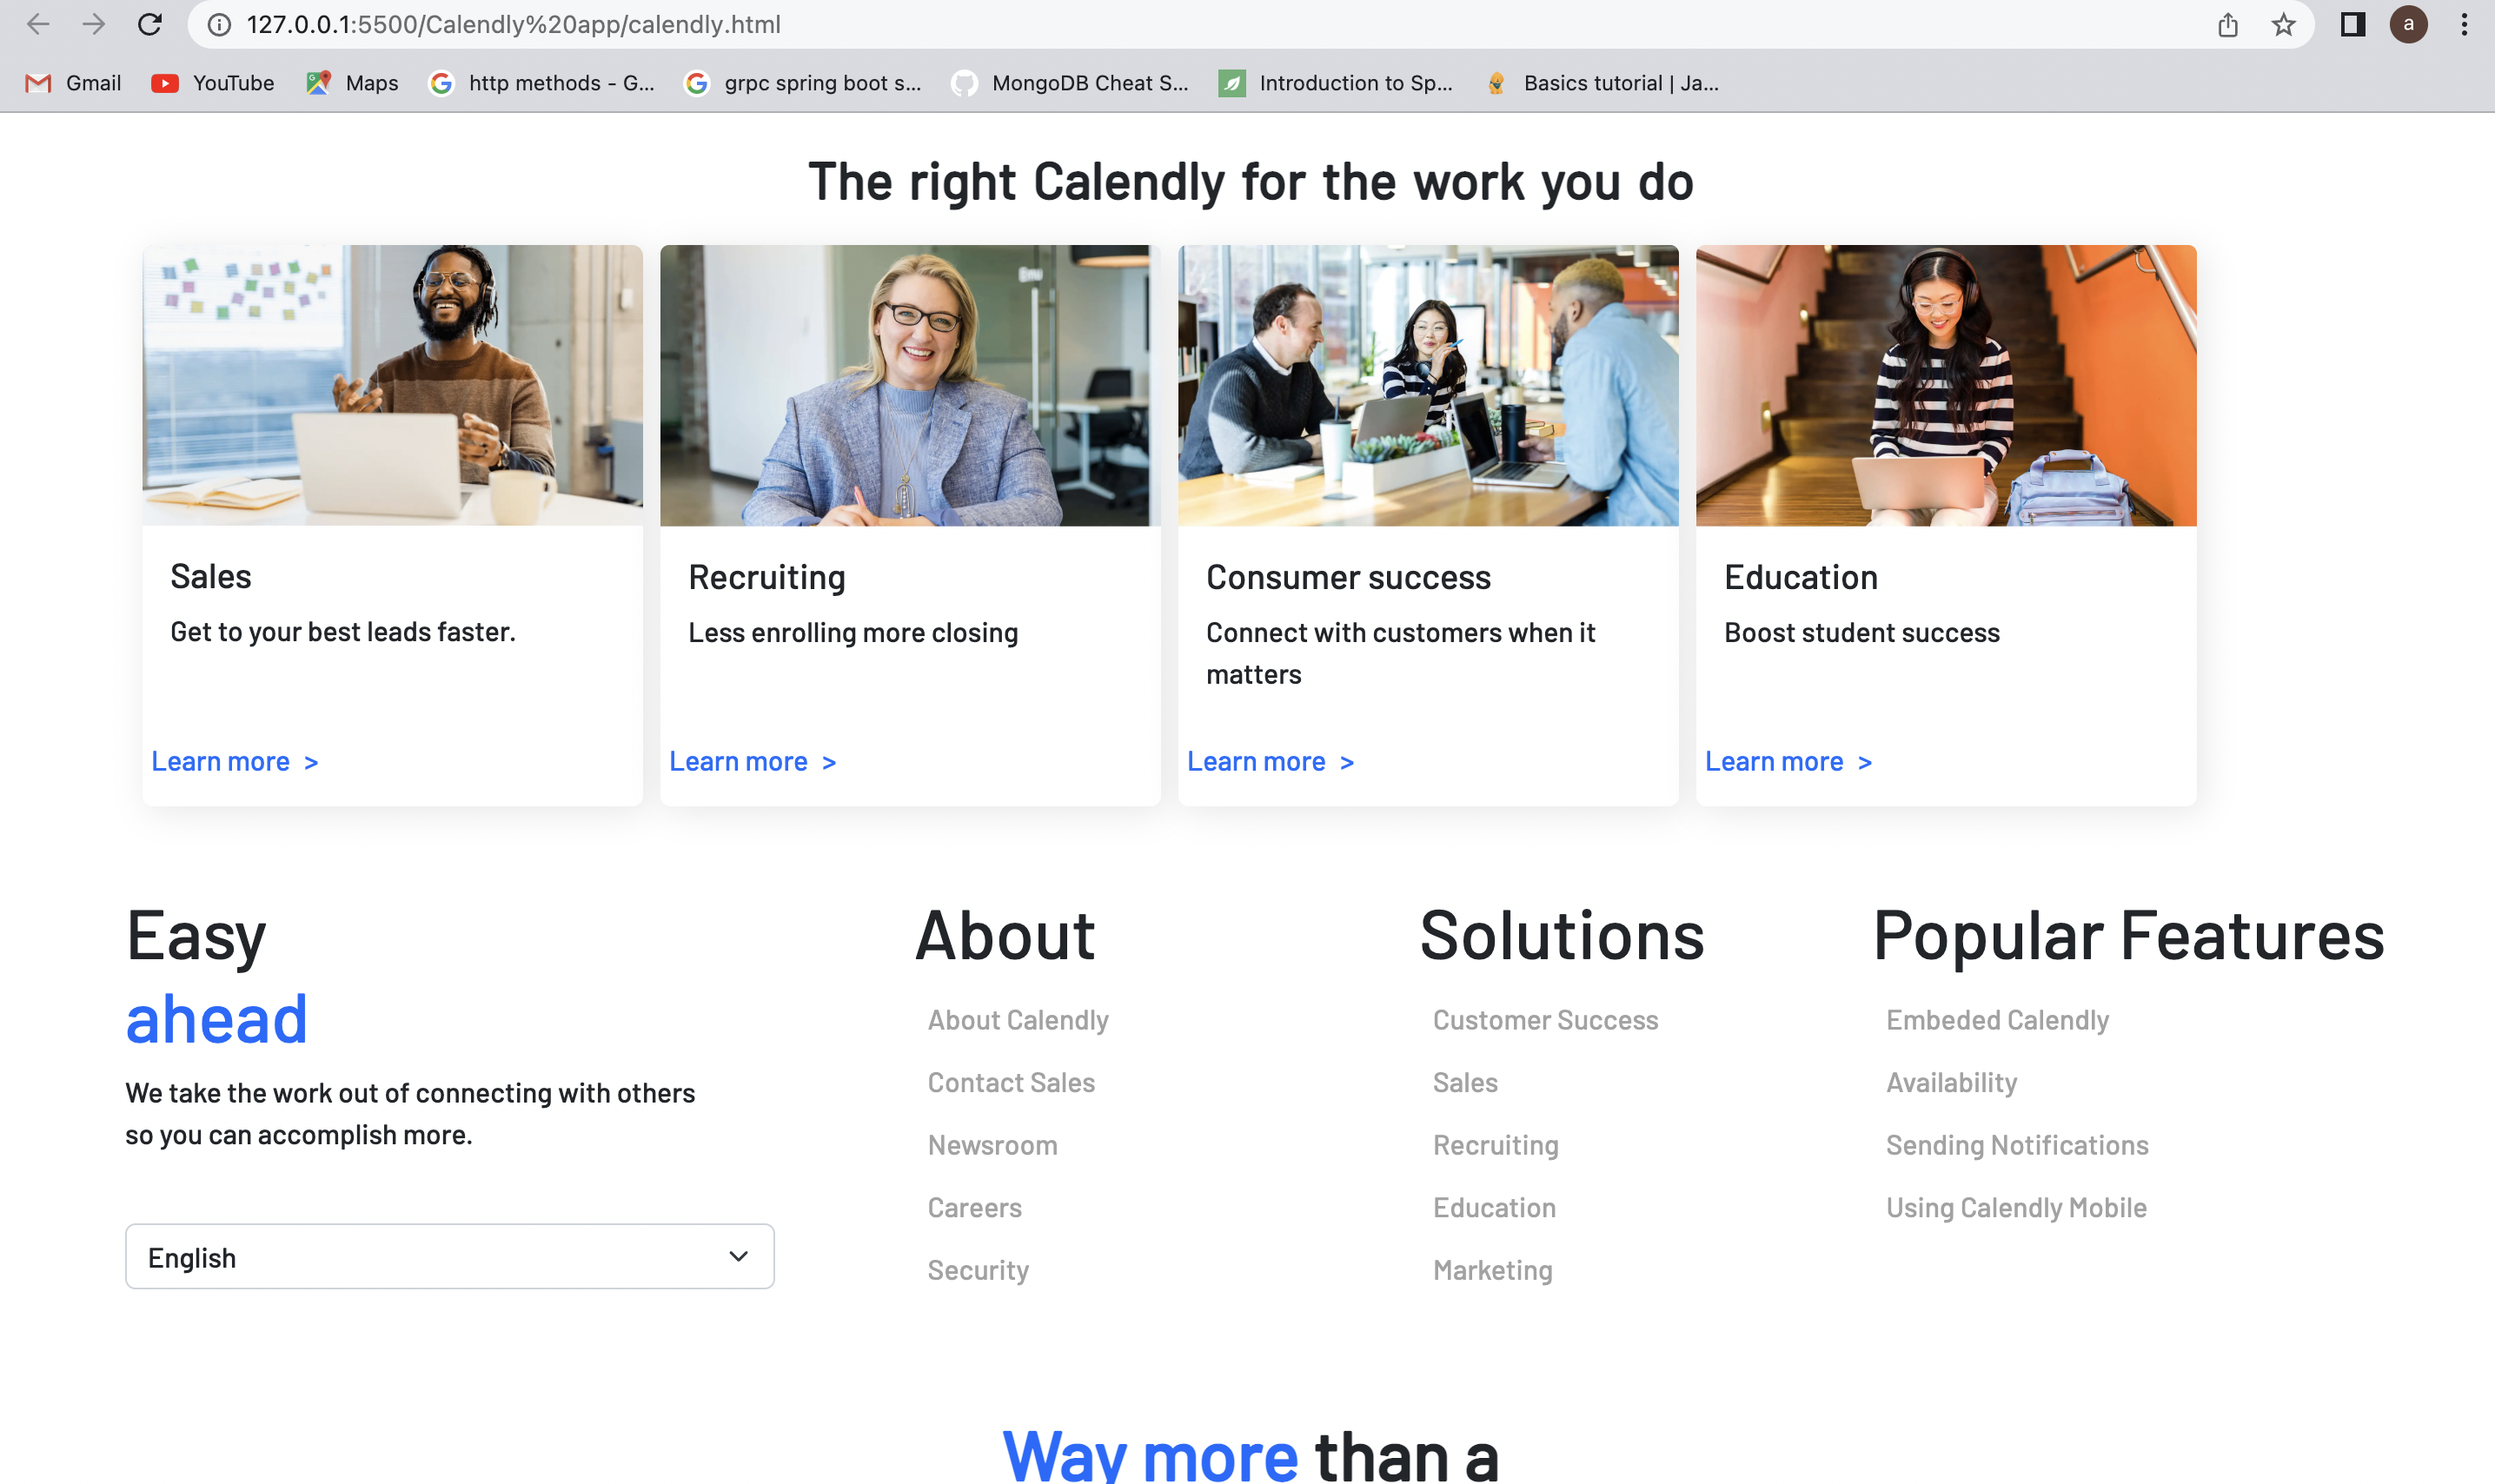 127.0.0.1:5500/Calendly%20app/calendly.html
a
Gmail
YouTube
Maps
http methods - G...
grpc spring boot s...
MongoDB Cheat S...
Introduction to Sp...
Basics tutorial | Ja...
The right Calendly for the work you do
Sales
Get to your best leads faster.
Learn more >
Recruiting
Less enrolling more closing
Learn more >
Consumer success
Connect with customers when it
matters
Learn more >
Education
Boost student success
Learn more >
Easy
ahead
We take the work out of connecting with others
so you can accomplish more.
English
About
About Calendly
Contact Sales
Newsroom
Careers
Security
Solutions
Customer Success
Sales
Recruiting
Education
Marketing
Popular Features
Embeded Calendly
Availability
Sending Notifications
Using Calendly Mobile
Way more than a